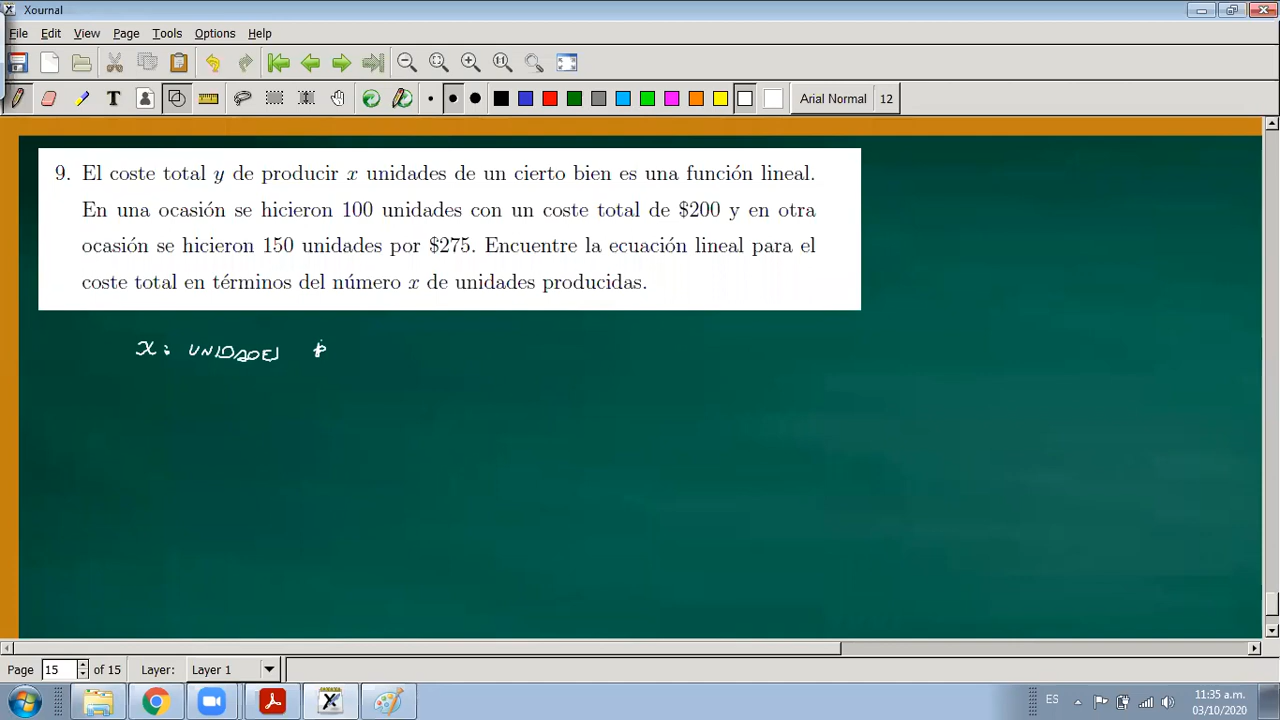 Xournal
File Edit View Page Tools Options Help
Arial Normal 12
9. El coste total y de producir x unidades de un cierto bien es una función lineal.
En una ocasión se hicieron 100 unidades con un coste total de $200 y en otra
ocasión se hicieron 150 unidades por $275. Encuentre la ecuación lineal para el
coste total en términos del número x de unidades producidas.
x: UNIDADES P
Page 15 of 15 Layer: Layer 1
ES 11:35 a.m.
03/10/2020